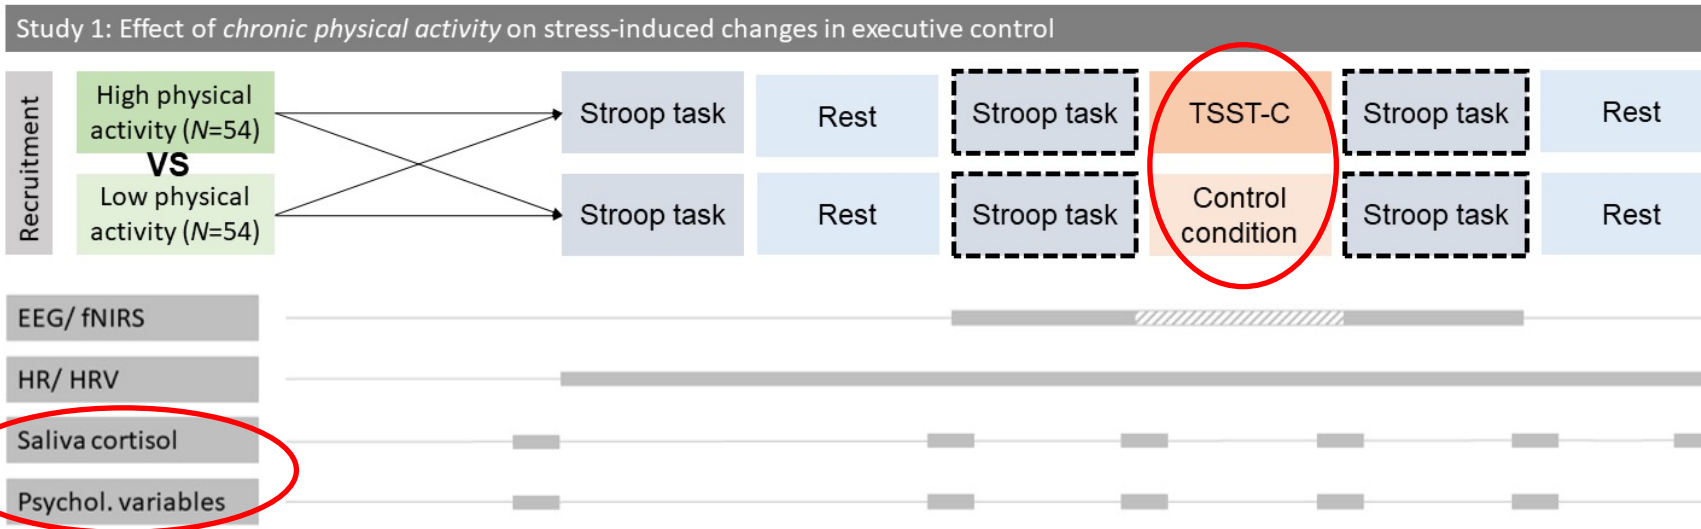 Study 1: Effect of chronic physical activity on stress-induced changes in executive control
Recruitment
High physical
activity (N=54)
VS
Low physical
activity (N=54)
Stroop task
Rest
Stroop task
TSST-C
Stroop task
Rest
Stroop task
Rest
Stroop task
Control
condition
Stroop task
Rest
EEG/ fNIRS
HR/ HRV
Saliva cortisol
Psychol. variables